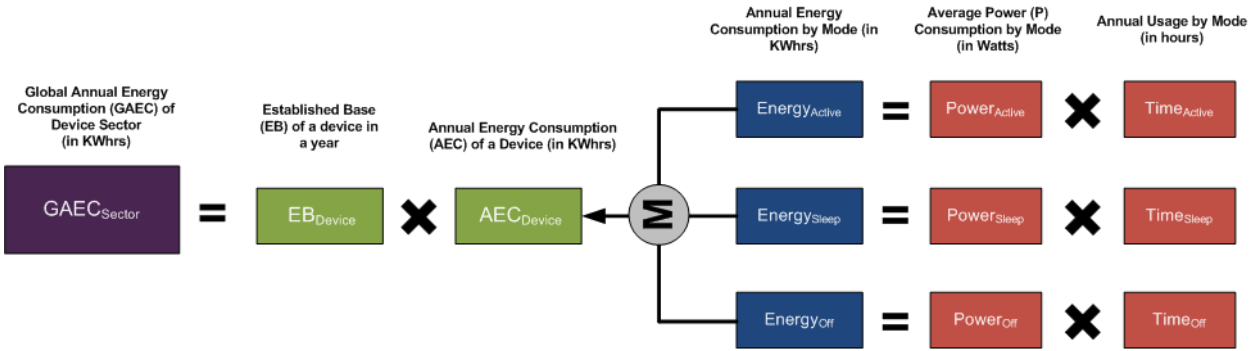 Global Annual Energy
Consumption (GAEC) of
Device Sector
(in KWhrs)
GAECSector
=
Established Base
(EB) of a device in
a year
EBDevice
×
Annual Energy Consumption
(AEC) of a Device (in KWhrs)
AECDevice
M
Annual Energy
Consumption by Mode (in
KWhrs)
Average Power (P)
Consumption by Mode
(in Watts)
Annual Usage by Mode
(in hours)
EnergyActive = PowerActive × TimeActive
EnergySleep = PowerSleep × TimeSleep
EnergyOff = PowerOff × TimeOff